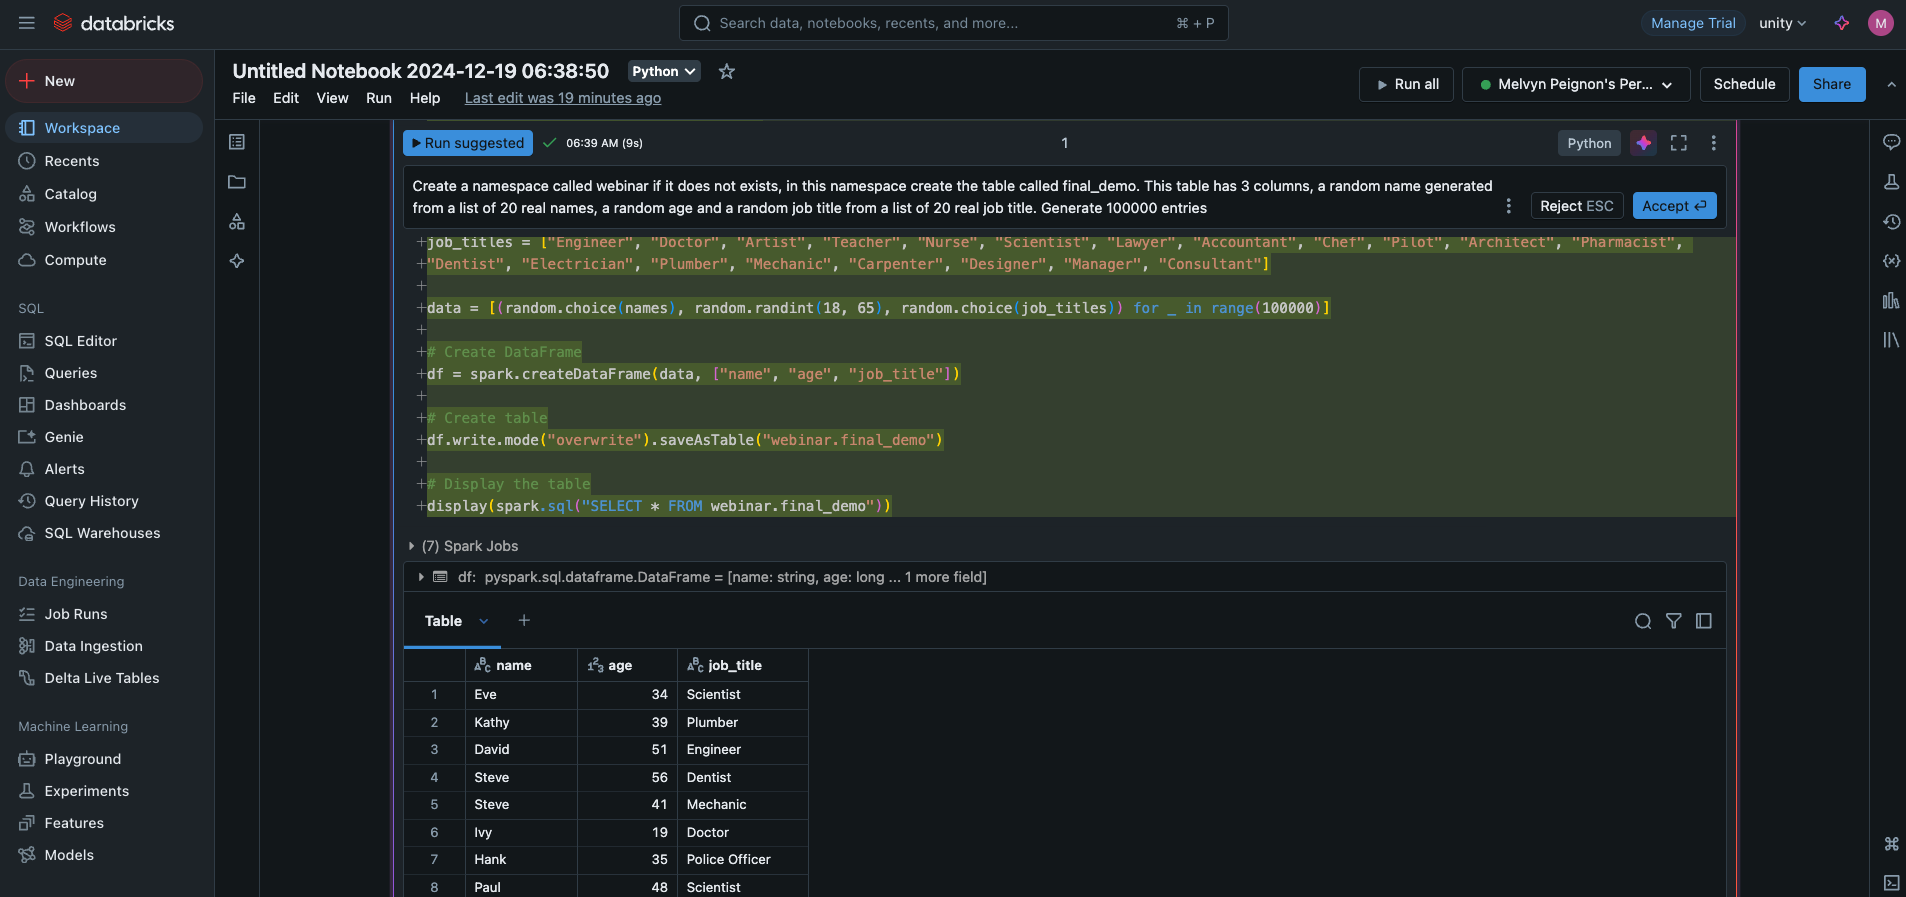 databricks
Search data, notebooks, recents, and more...
⌘ + P
Manage Trial
unity
M
New
Workspace
Recents
Catalog
Workflows
Compute
SQL
SQL Editor
Queries
Dashboards
Genie
Alerts
Query History
SQL Warehouses
Data Engineering
Job Runs
Data Ingestion
Delta Live Tables
Machine Learning
Playground
Experiments
Features
Models
Untitled Notebook 2024-12-19 06:38:50
Python
File Edit View Run Help Last edit was 19 minutes ago
Run all
Melvyn Peignon's Per...
Schedule
Share
Run suggested
06:39 AM (9s)
1
Python
Create a namespace called webinar if it does not exists, in this namespace create the table called final_demo. This table has 3 columns, a random name generated
from a list of 20 real names, a random age and a random job title from a list of 20 real job title. Generate 100000 entries
Reject ESC
Accept ↵
+job_titles = ["Engineer", "Doctor", "Artist", "Teacher", "Nurse", "Scientist", "Lawyer", "Accountant", "Chef", "Pilot", "Architect", "Pharmacist",
+"Dentist", "Electrician", "Plumber", "Mechanic", "Carpenter", "Designer", "Manager", "Consultant"]
+
+data = [(random.choice(names), random.randint(18, 65), random.choice(job_titles)) for _ in range(100000)]
+
+# Create DataFrame
+df = spark.createDataFrame(data, ["name", "age", "job_title"])
+
+# Create table
+df.write.mode("overwrite").saveAsTable("webinar.final_demo")
+
+# Display the table
+display(spark.sql("SELECT * FROM webinar.final_demo"))
(7) Spark Jobs
df: pyspark.sql.dataframe.DataFrame = [name: string, age: long ... 1 more field]
Table
+
name age job_title
1 Eve 34 Scientist
2 Kathy 39 Plumber
3 David 51 Engineer
4 Steve 56 Dentist
5 Steve 41 Mechanic
6 Ivy 19 Doctor
7 Hank 35 Police Officer
8 Paul 48 Scientist